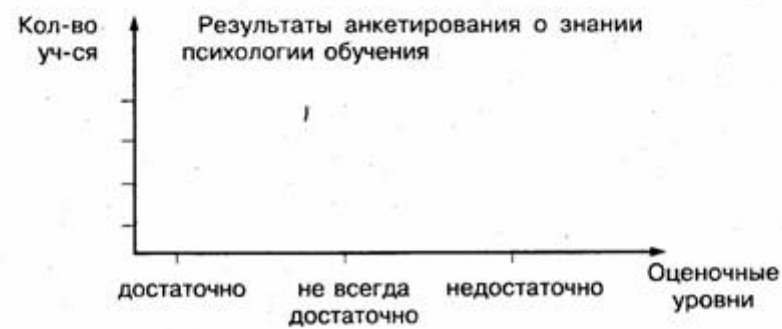 Кол-во
уч-ся
Результаты анкетирования о знании
психологии обучения
достаточно
не всегда
достаточно
недостаточно
Оценочные
уровни